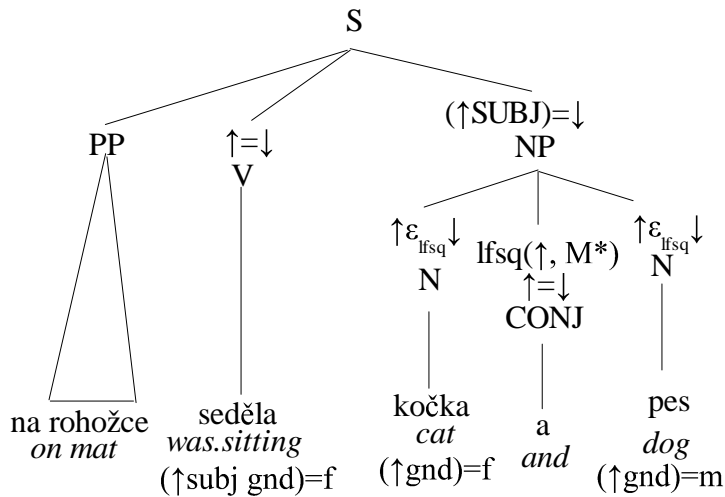 S
(↑SUBJ)=↓
PP
↑=↓
NP
V
↑ε_lfsq↓
lfsq(↑, M*)
↑ε_lfsq↓
N
↑=↓
N
CONJ
na rohožce
on mat
seděla
was.sitting
(↑subj gnd)=f
kočka
cat
(↑gnd)=f
a
and
pes
dog
(↑gnd)=m